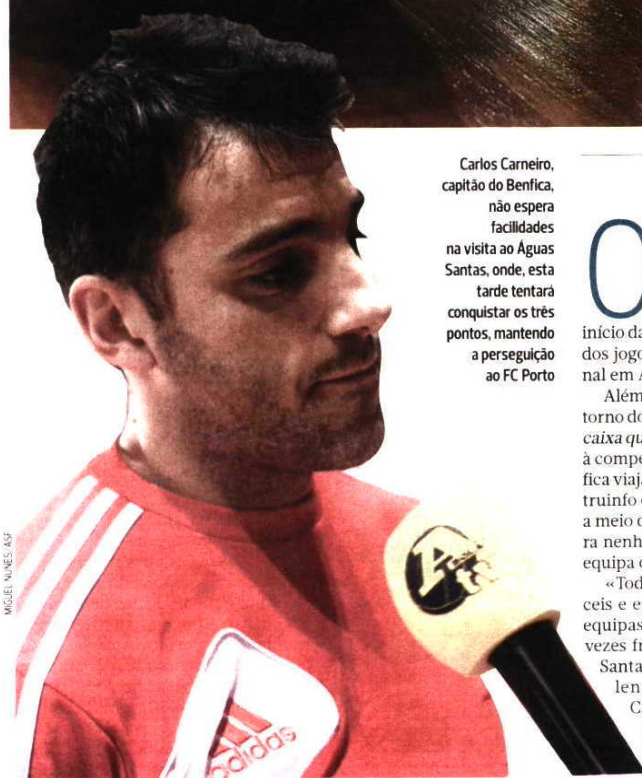 Carlos Carneiro,
capitão do Benfica,
não espera
facilidades
na visita ao Águas
Santas, onde, esta
tarde tentará
conquistar os três
pontos, mantendo
a perseguição
ao FC Porto
MIGUEL NUNES/ASF
adidas
A
O
início da
dos jogo
nal em A
Além
torno do
caixa qu
à compe
fica viaja
truinfo
a meio d
ra nenh
equipa
«Tod
ceis e e
equipas
vezes fr
Santa
len
C